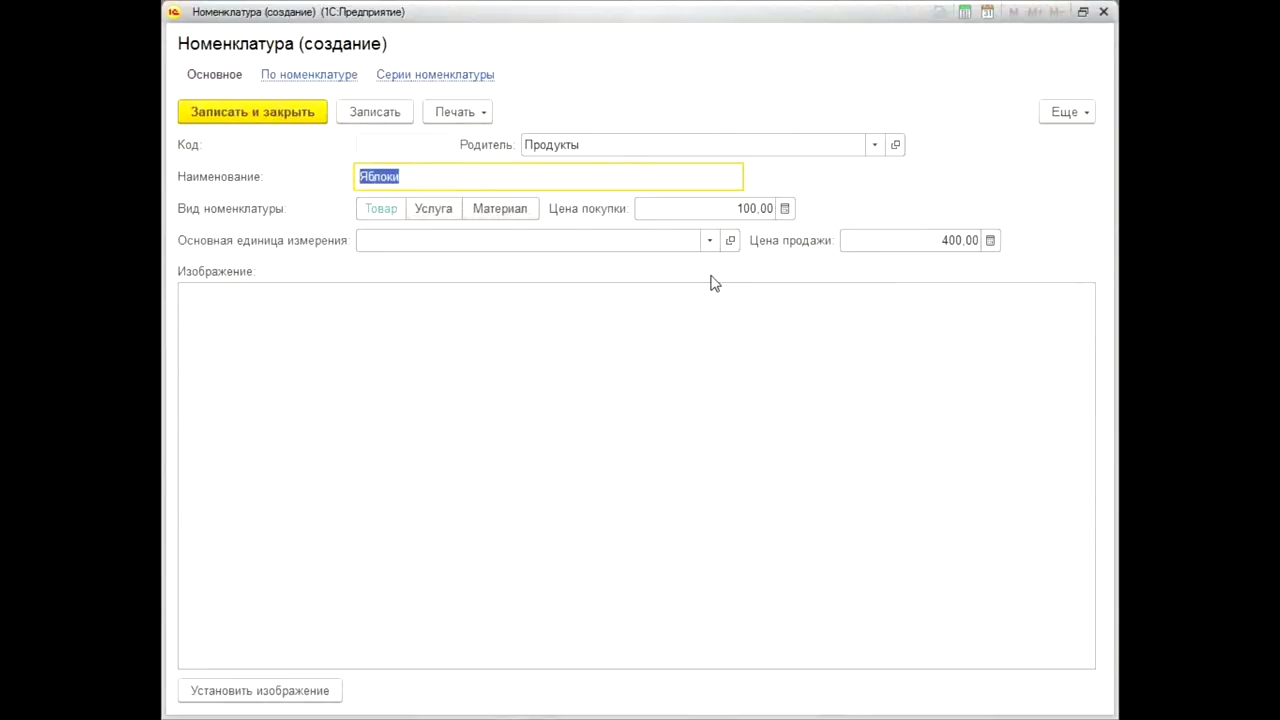 Номенклатура (создание) (1С:Предприятие)
M M+ M-
Номенклатура (создание)
Основное По номенклатуре Серии номенклатуры
Записать и закрыть Записать Печать Еще
Код: Родитель: Продукты
Наименование: Яблоки
Вид номенклатуры: Товар Услуга Материал Цена покупки: 100,00
Основная единица измерения: Цена продажи: 400,00
Изображение:
Установить изображение